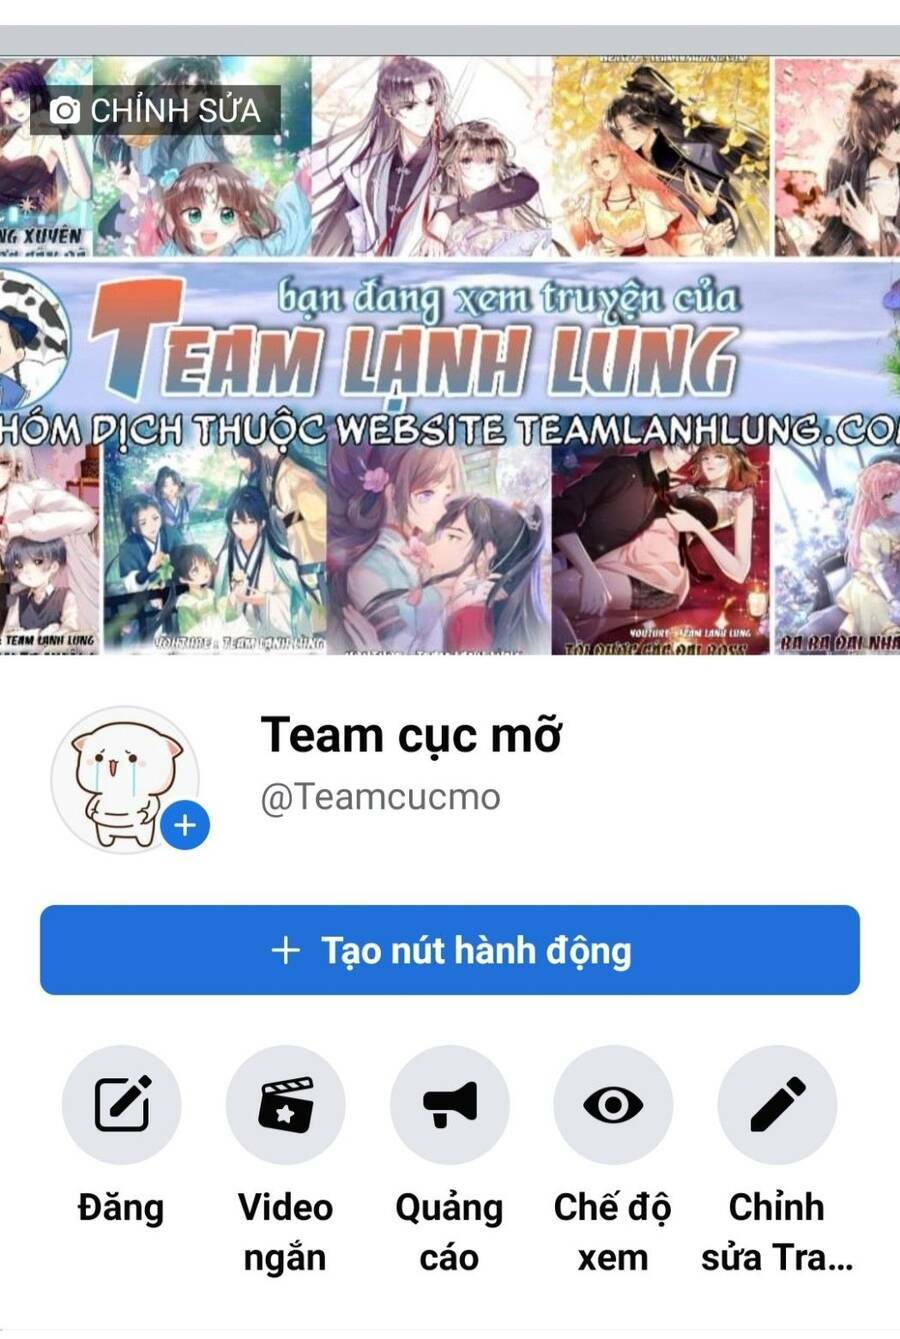 CHỈNH SỬA
NG XUYÊN
bạn đang xem truyện của
TEAM LẠNH LÙNG
HÓM DỊCH THUỘC WEBSITE TEAMLANHLUNG.CO
TEAM LẠNH LÙNG
YOUTUBE : TEAM LẠNH LÙNG
YOUTUBE : TEAM LẠNH LÙNG
BA BA ĐẠI NHÂ
Team cục mỡ
@Teamcucmo
+ Tạo nút hành động
Đăng
Video ngắn
Quảng cáo
Chế độ xem
Chỉnh sửa Tra...